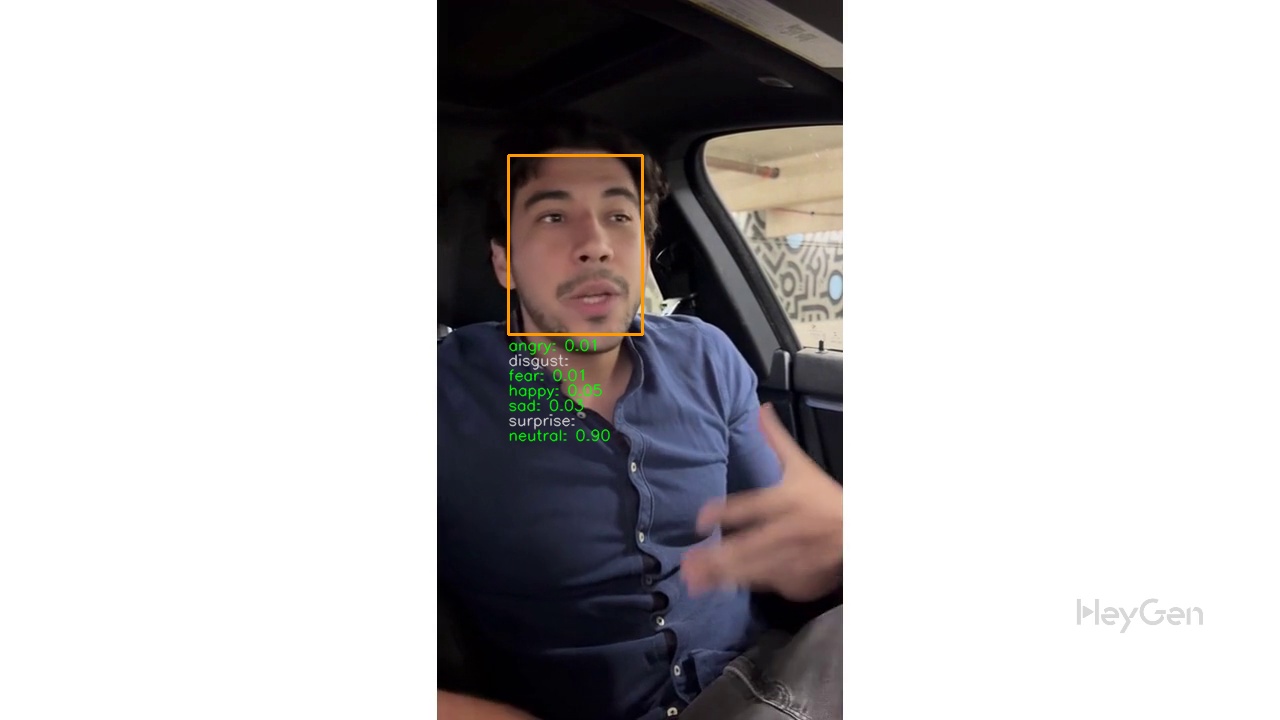 angry: 0.01
disgust:
fear: 0.01
happy: 0.05
sad: 0.03
surprise:
neutral: 0.90
HeyGen